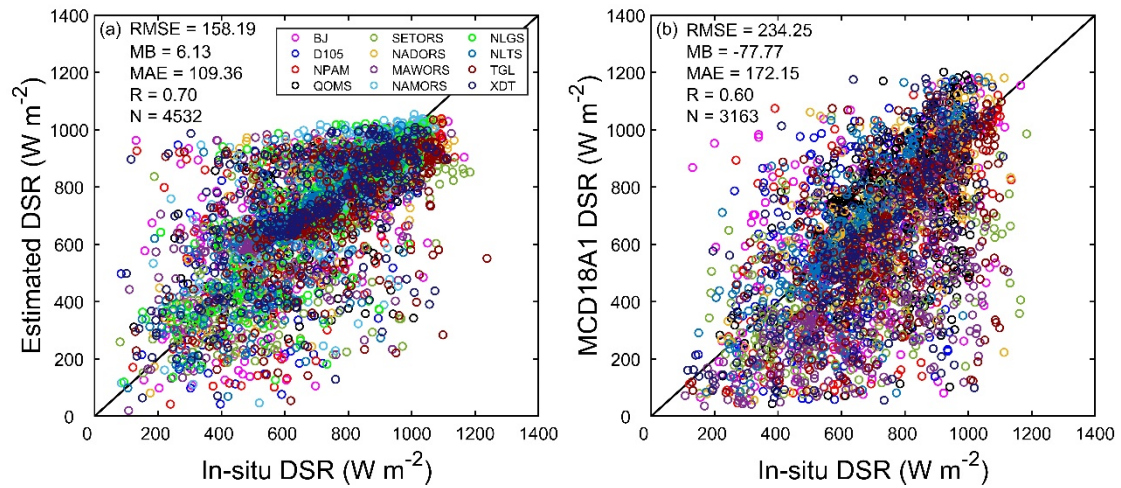 (a)
RMSE = 158.19
MB = 6.13
MAE = 109.36
R = 0.70
N = 4532
BJ
D105
NPAM
QOMS
SETORS
NADORS
MAWORS
NAMORS
NLGS
NLTS
TGL
XDT
1400
1200
1000
800
600
400
200
0
Estimated DSR (W m⁻²)
0 200 400 600 800 1000 1200 1400
In-situ DSR (W m⁻²)
(b)
RMSE = 234.25
MB = -77.77
MAE = 172.15
R = 0.60
N = 3163
1400
1200
1000
800
600
400
200
0
MCD18A1 DSR (W m⁻²)
0 200 400 600 800 1000 1200 1400
In-situ DSR (W m⁻²)